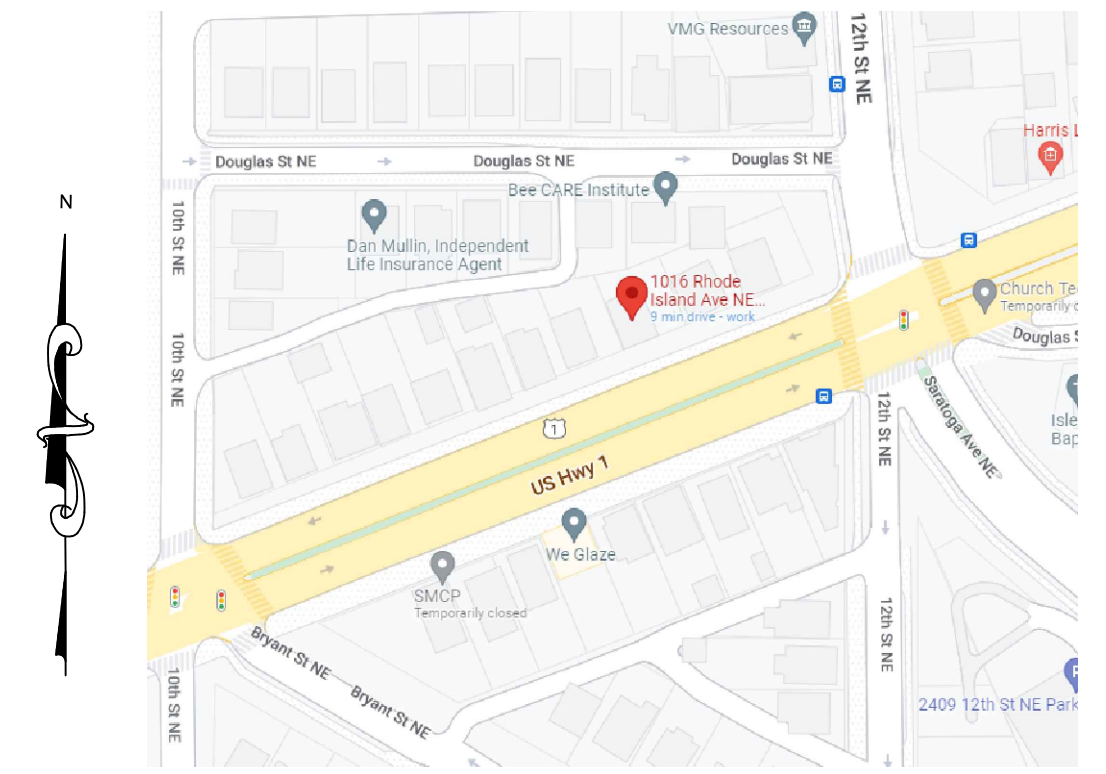 VMG Resources
12th St NE
Harris L
Douglas St NE
Douglas St NE
Douglas St NE
N
Bee CARE Institute
10th St NE
Dan Mullin, Independent
Life Insurance Agent
1016 Rhode
Island Ave NE...
9 min drive - work
Church Te
Temporarily c
Douglas S
10th St NE
1
US Hwy 1
12th St NE
Saratoga Ave NE
Isle
Bap
We Glaze
SMCP
Temporarily closed
12th St NE
Bryant St NE
Bryant St NE
10th St NE
P
2409 12th St NE Park